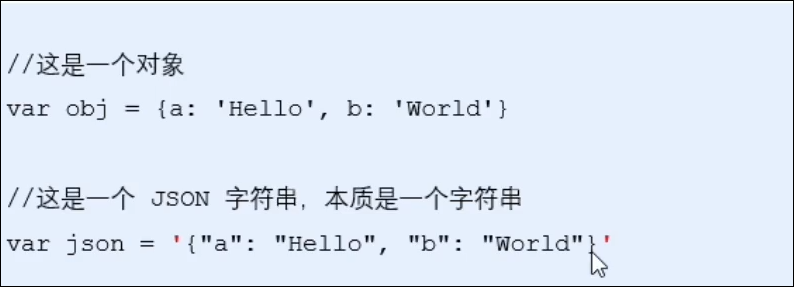 //这是一个对象
var obj = {a: 'Hello', b: 'World'}
//这是一个 JSON 字符串，本质是一个字符串
var json = '{"a": "Hello", "b": "World"}'